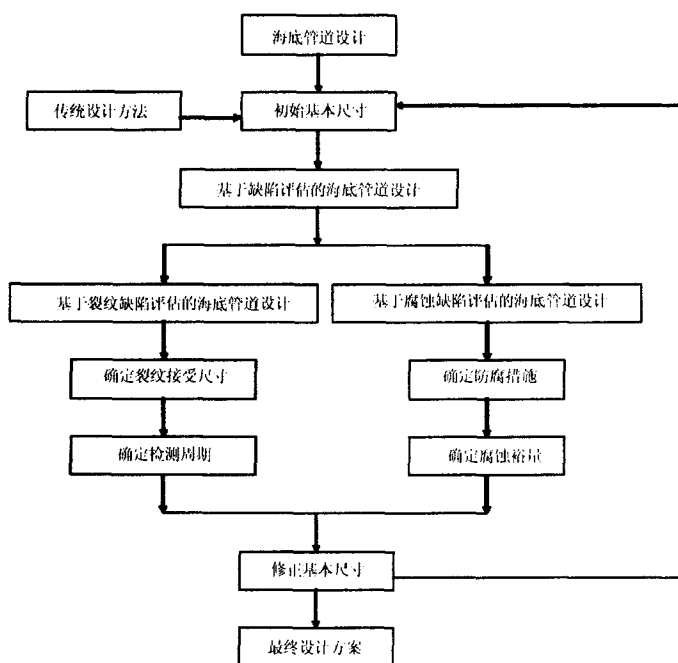 海底管道设计
传统设计方法
初始基本尺寸
基于缺陷评估的海底管道设计
基于裂纹缺陷评估的海底管道设计
基于腐蚀缺陷评估的海底管道设计
确定裂纹接受尺寸
确定防腐措施
确定检测周期
确定腐蚀裕量
修正基本尺寸
最终设计方案